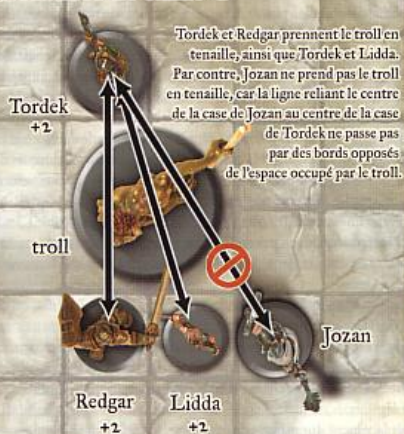 Tordek et Redgar prennent le troll en
tenaille, ainsi que Tordek et Lidda.
Par contre, Jozan ne prend pas le troll
en tenaille, car la ligne reliant le centre
de la case de Jozan au centre de la case
de Tordek ne passe pas
par des bords opposés
de l'espace occupé par le troll.
Tordek
+2
troll
Jozan
Redgar
+2
Lidda
+2